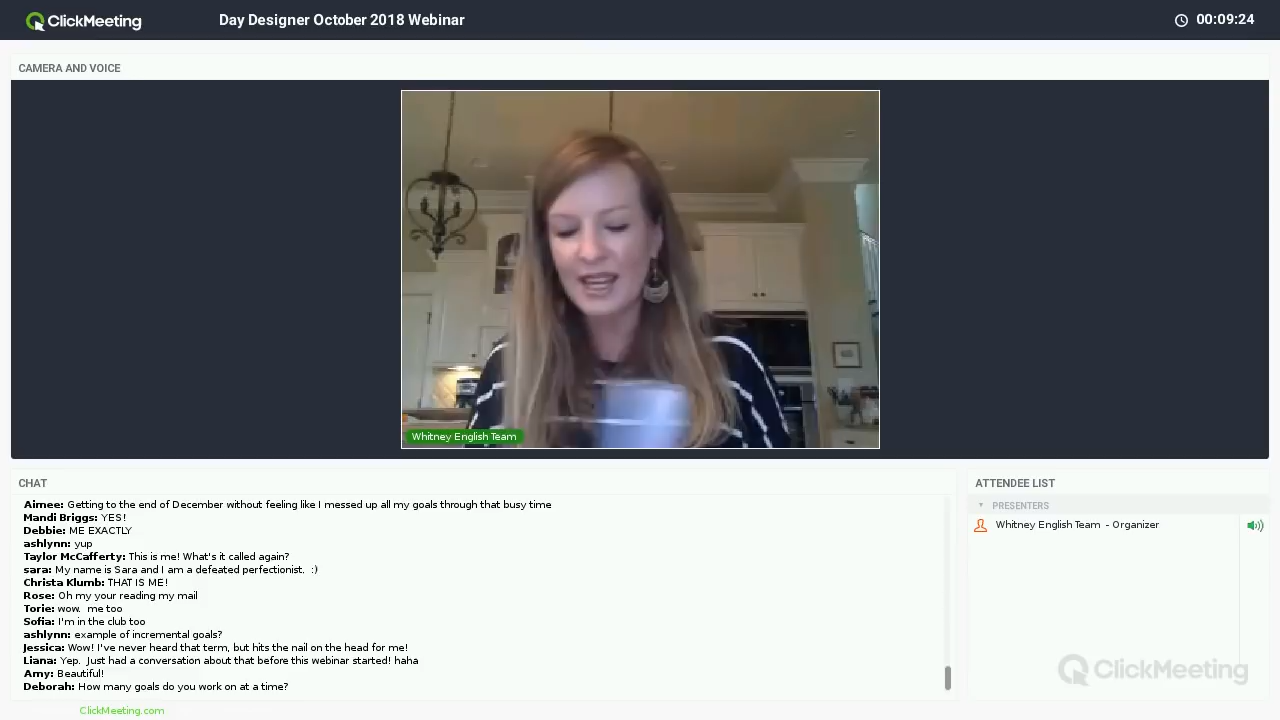 ClickMeeting
Day Designer October 2018 Webinar
00:09:24
CAMERA AND VOICE
Whitney English Team
CHAT
Aimee: Getting to the end of December without feeling like I messed up all my goals through that busy time
Mandi Briggs: YES!
Debbie: ME EXACTLY
ashlynn: yup
Taylor McCafferty: This is me! What's it called again?
sara: My name is Sara and I am a defeated perfectionist.  :)
Christa Klumb: THAT IS ME!
Rose: Oh my your reading my mail
Torie: wow.  me too
Sofia: I'm in the club too
ashlynn: example of incremental goals?
Jessica: Wow! I've never heard that term, but hits the nail on the head for me!
Liana: Yep.  Just had a conversation about that before this webinar started! haha
Amy: Beautiful!
Deborah: How many goals do you work on at a time?
ATTENDEE LIST
PRESENTERS
Whitney English Team  - Organizer
ClickMeeting
ClickMeeting.com